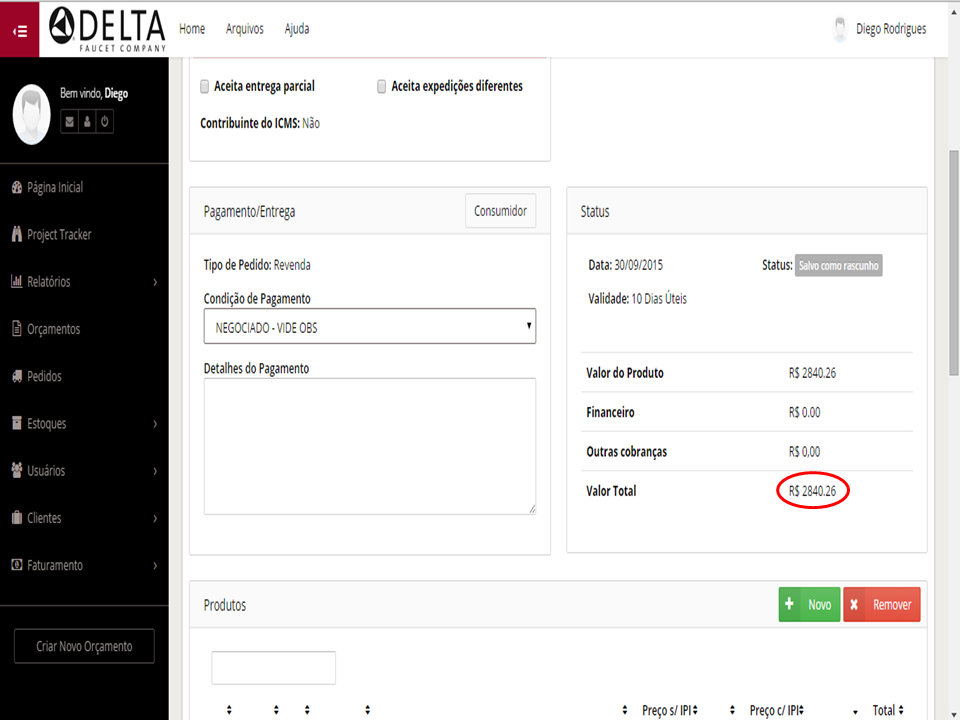 DELTA
FAUCET COMPANY
Home Arquivos Ajuda
Diego Rodrigues
Bem vindo, Diego
Página Inicial
Project Tracker
Relatórios
Orçamentos
Pedidos
Estoques
Usuários
Clientes
Faturamento
Criar Novo Orçamento
Aceita entrega parcial Aceita expedições diferentes
Contribuinte do ICMS: Não
Pagamento/Entrega Consumidor
Tipo de Pedido: Revenda
Condição de Pagamento
NEGOCIADO - VIDE OBS
Detalhes do Pagamento
Status
Data: 30/09/2015 Status: Salvo como rascunho
Validade: 10 Dias Úteis
Valor do Produto R$ 2840.26
Financeiro R$ 0.00
Outras cobranças R$ 0,00
Valor Total R$ 2840.26
Produtos Novo Remover
Preço s/ IPI Preço c/ IPI Total